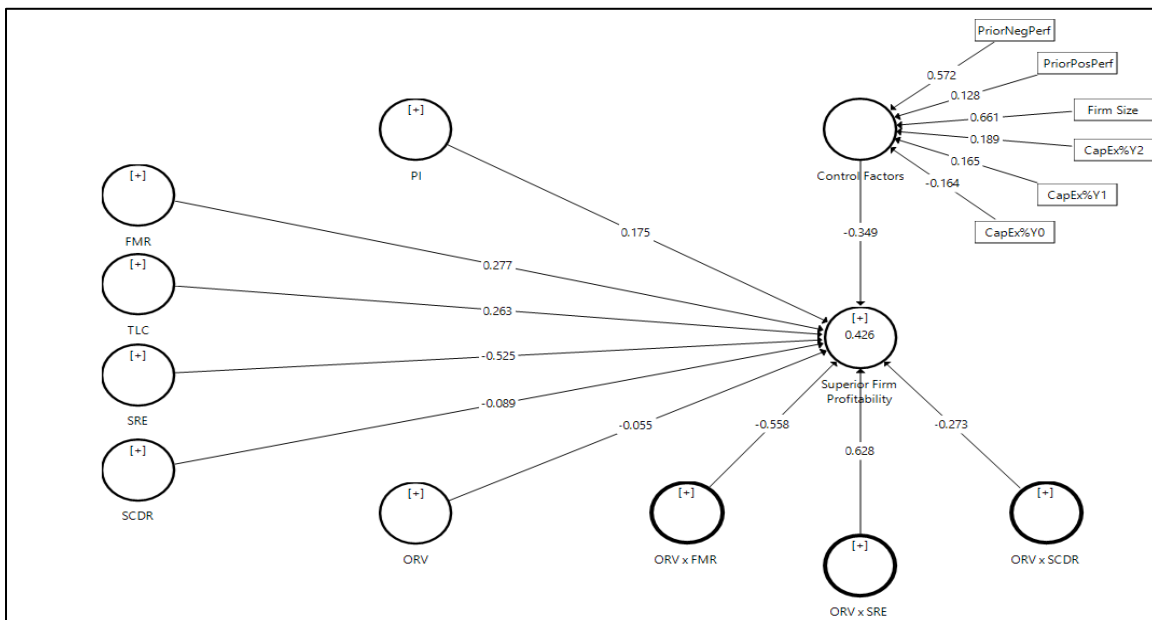 PriorNegPerf
[+]
PriorPosPerf
0.572
0.128
Firm Size
0.661
0.189
CapEx%Y2
[+]
PI
0.165
Control Factors
-0.164
CapEx%Y1
FMR
0.175
-0.349
CapEx%Y0
0.277
[+]
TLC
0.263
[+]
0.426
[+]
-0.525
Superior Firm
Profitability
SRE
-0.089
-0.055
-0.558
-0.273
[+]
0.628
SCDR
[+]
[+]
[+]
ORV
ORV x FMR
[+]
ORV x SCDR
ORV x SRE